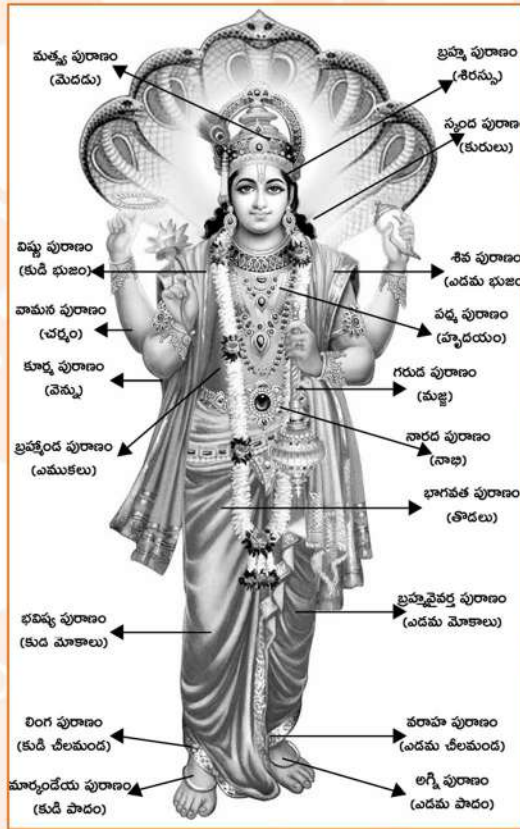 మత్స్య పురాణం
(మెదడు)
బ్రహ్మ పురాణం
(శిరస్సు)
స్కంద పురాణం
(కురులు)
విష్ణు పురాణం
(కుడి భుజం)
శివ పురాణం
(ఎడమ భుజం)
వామన పురాణం
(చర్మం)
పద్మ పురాణం
(హృదయం)
కూర్మ పురాణం
(వెన్ను)
గరుడ పురాణం
(మజ్జ)
బ్రహ్మాండ పురాణం
(ఎముకలు)
నారద పురాణం
(నాభి)
భాగవత పురాణం
(తొడలు)
భవిష్య పురాణం
(కుడ మోకాలు)
బ్రహ్మవైవర్త పురాణం
(ఎడమ మోకాలు)
లింగ పురాణం
(కుడి చీలమండ)
వరాహ పురాణం
(ఎడమ చీలమండ)
మార్కండేయ పురాణం
(కుడి పాదం)
అగ్ని పురాణం
(ఎడమ పాదం)